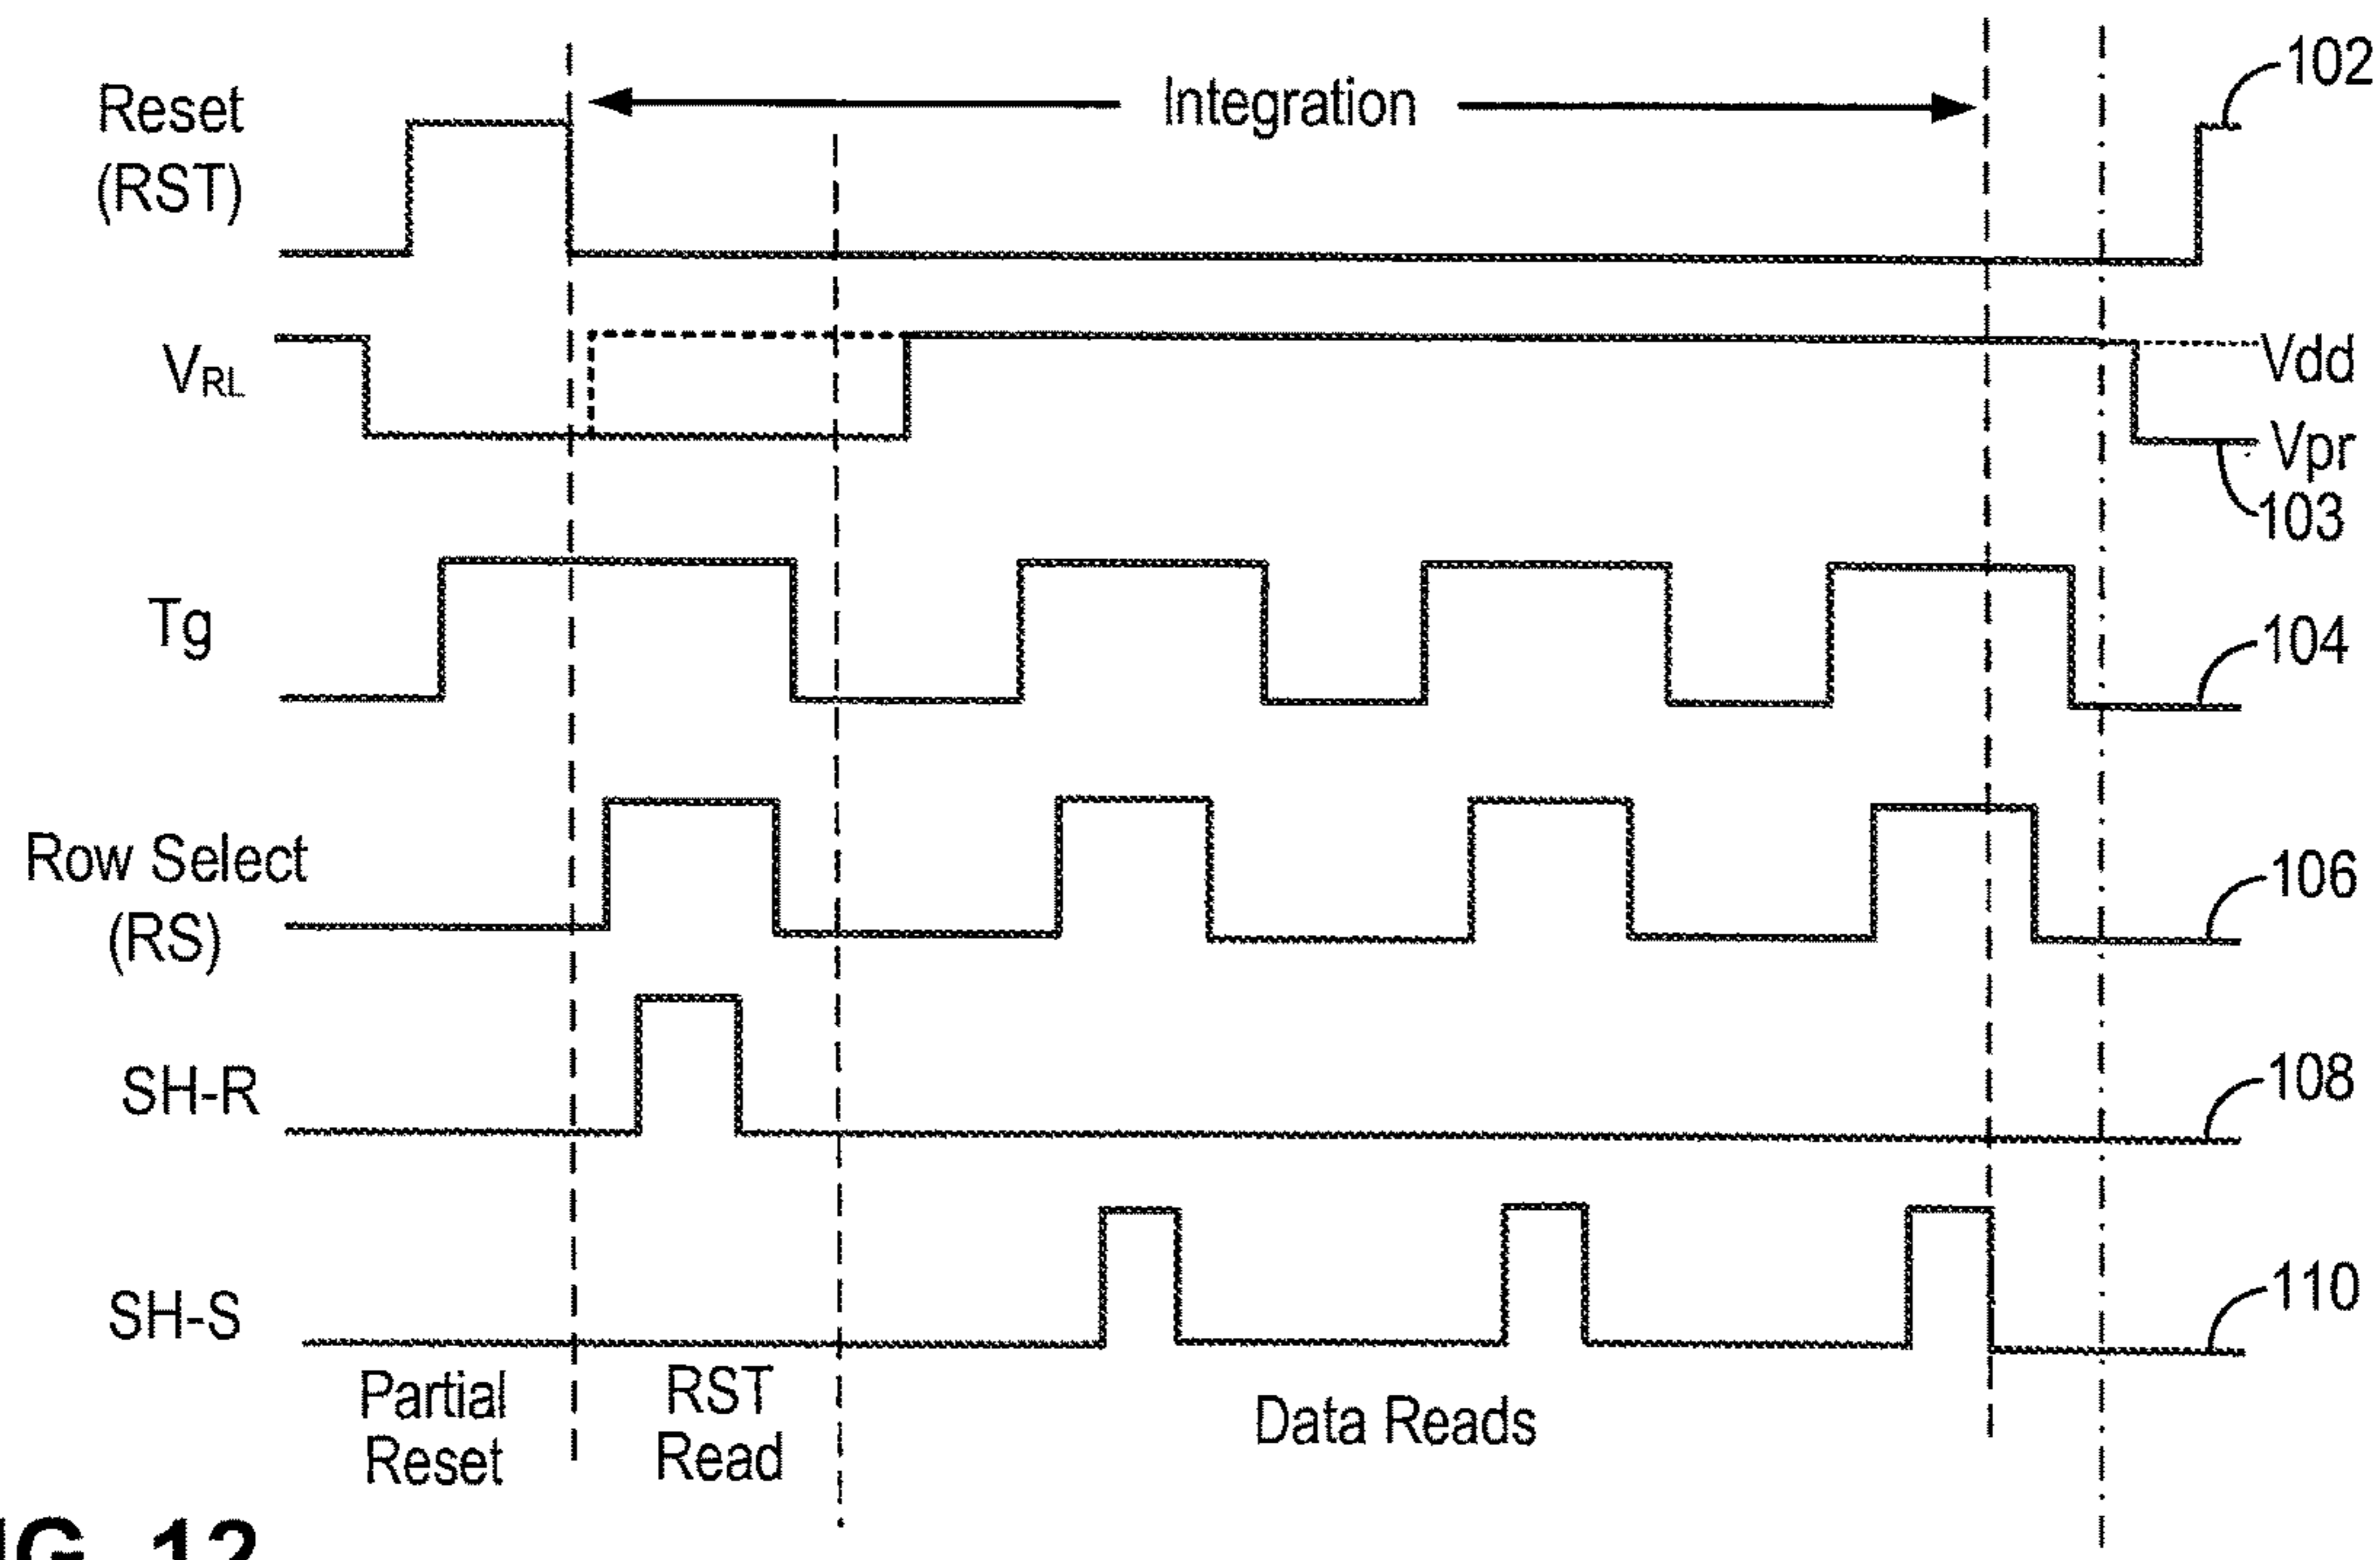 Reset
(RST)
Integration
102
VRL
Vdd
Vpr
103
Tg
104
Row Select
(RS)
106
SH-R
108
SH-S
110
Partial
Reset
RST
Read
Data Reads
12